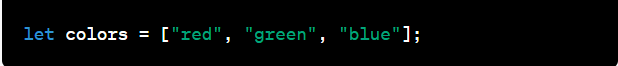 let colors = ["red", "green", "blue"];